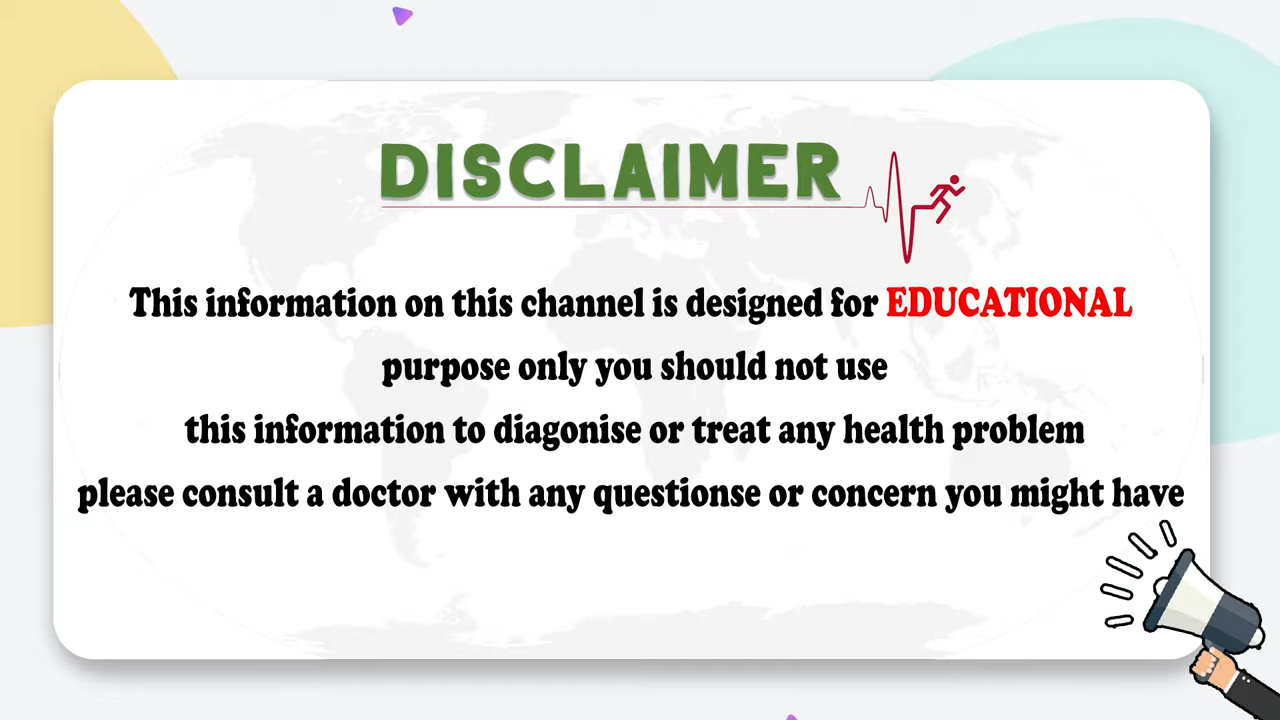 DISCLAIMER
This information on this channel is designed for EDUCATIONAL
purpose only you should not use
this information to diagonise or treat any health problem
please consult a doctor with any questionse or concern you might have